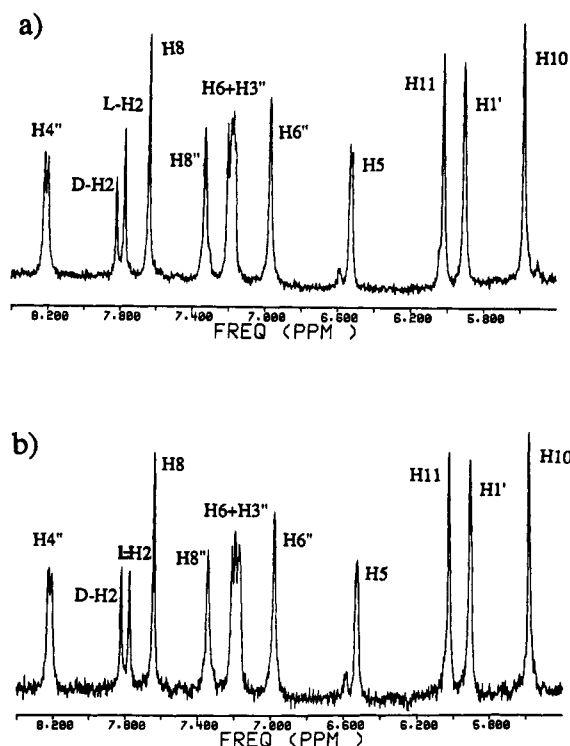 a)
H8
H10
H11
H1'
L-H2
H6+H3"
H4"
H6"
H8"
H5
D-H2
8.200 7.800 7.400 7.000 6.600 6.200 5.800
FREQ (PPM )
b)
H8
H10
H11
H1'
H6+H3"
H4"
L-H2
H6"
H8"
H5
D-H2
8.200 7.800 7.400 7.000 6.600 6.200 5.800
FREQ (PPM )